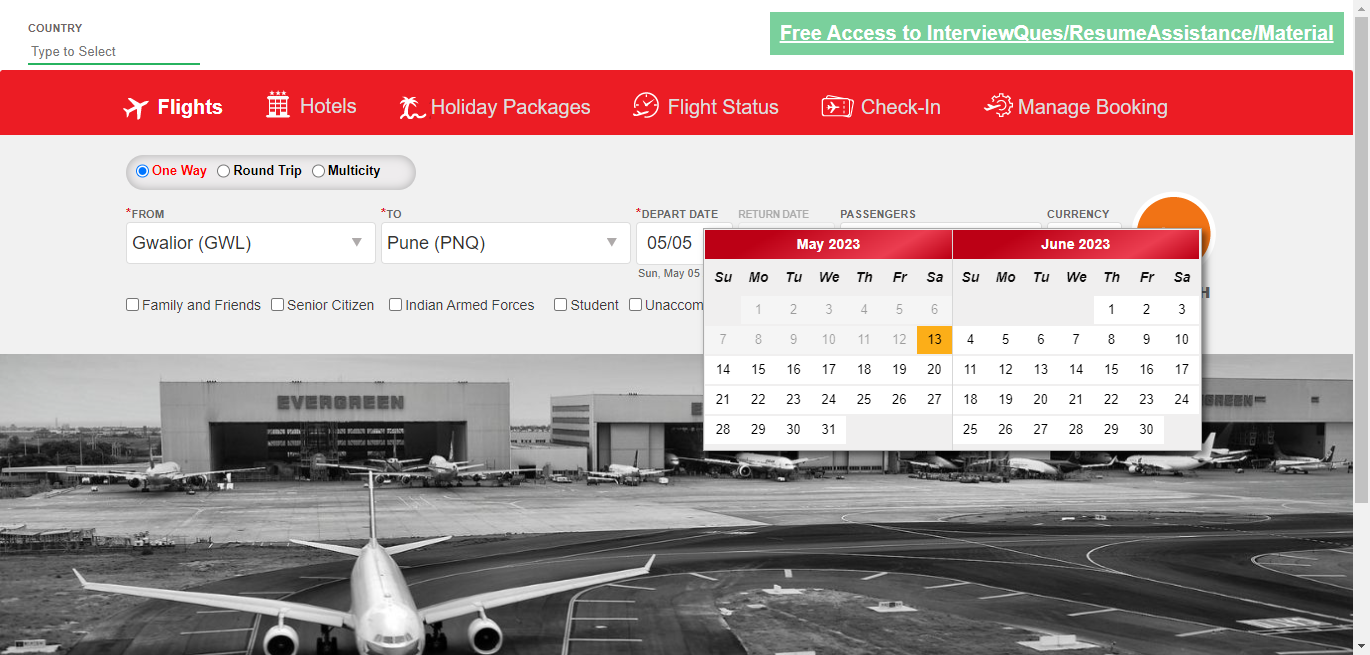 COUNTRY
Type to Select
Free Access to InterviewQues/ResumeAssistance/Material
Flights Hotels Holiday Packages Flight Status Check-In Manage Booking
One Way Round Trip Multicity
*FROM *TO *DEPART DATE RETURN DATE PASSENGERS CURRENCY
Gwalior (GWL) Pune (PNQ) 05/05
Sun, May 05
Family and Friends Senior Citizen Indian Armed Forces Student Unaccom
May 2023 June 2023
Su Mo Tu We Th Fr Sa Su Mo Tu We Th Fr Sa
1 2 3 4 5 6 1 2 3
7 8 9 10 11 12 13 4 5 6 7 8 9 10
14 15 16 17 18 19 20 11 12 13 14 15 16 17
21 22 23 24 25 26 27 18 19 20 21 22 23 24
28 29 30 31 25 26 27 28 29 30
H
EVERGREEN
E
GREEN